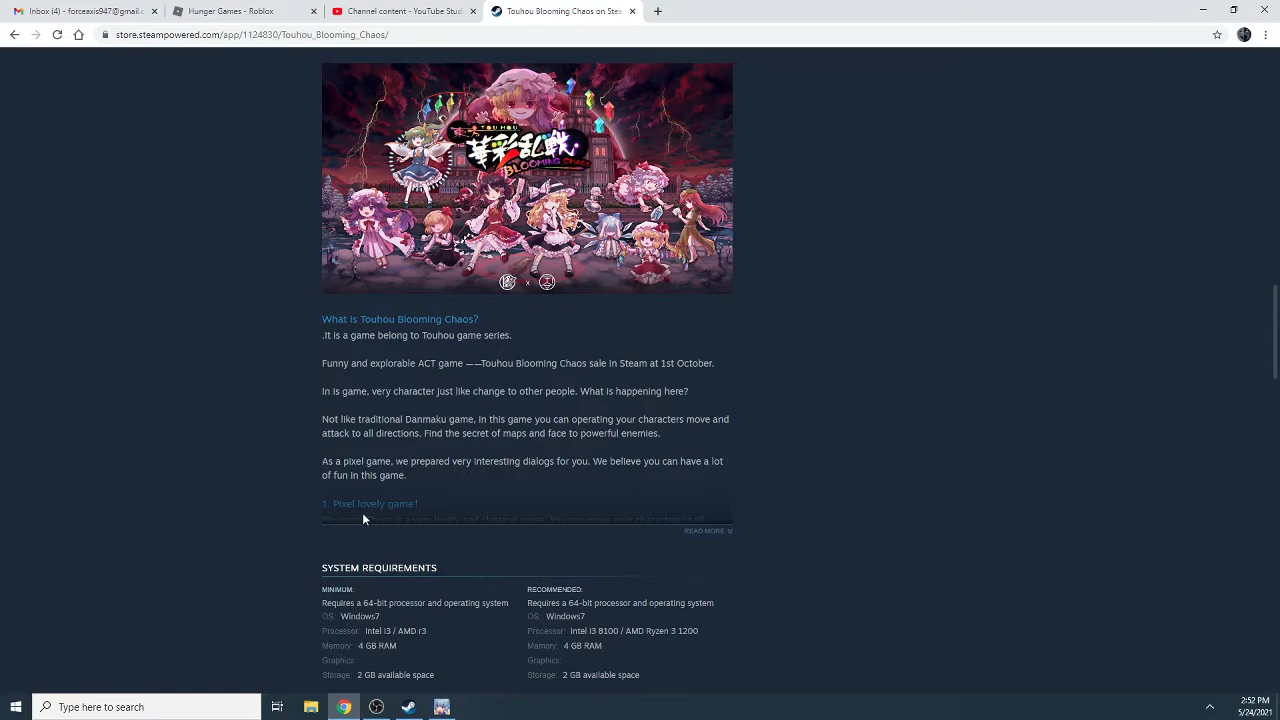 Inbox (4) - forceaxis937@gmail.
Hunger Games - Roblox
Channel content - YouTube Stud
Touhou Blooming Chaos on Stea
store.steampowered.com/app/1124830/Touhou_Blooming_Chaos/
TOUHOU
華彩乱戦
BLOOMING CHAOS
x
What is Touhou Blooming Chaos?
.It is a game belong to Touhou game series.
Funny and explorable ACT game ——Touhou Blooming Chaos sale in Steam at 1st October.
In is game, very character just like change to other people. What is happening here?
Not like traditional Danmaku game, in this game you can operating your characters move and
attack to all directions. Find the secret of maps and face to powerful enemies.
As a pixel game, we prepared very interesting dialogs for you. We believe you can have a lot
of fun in this game.
1. Pixel lovely game!
READ MORE
SYSTEM REQUIREMENTS
MINIMUM:
Requires a 64-bit processor and operating system
OS: Windows7
Processor: Intel i3 / AMD r3
Memory: 4 GB RAM
Graphics:
Storage: 2 GB available space
RECOMMENDED:
Requires a 64-bit processor and operating system
OS: Windows7
Processor: Intel i3 8100 / AMD Ryzen 3 1200
Memory: 4 GB RAM
Graphics:
Storage: 2 GB available space
Type here to search
2:52 PM
5/24/2021